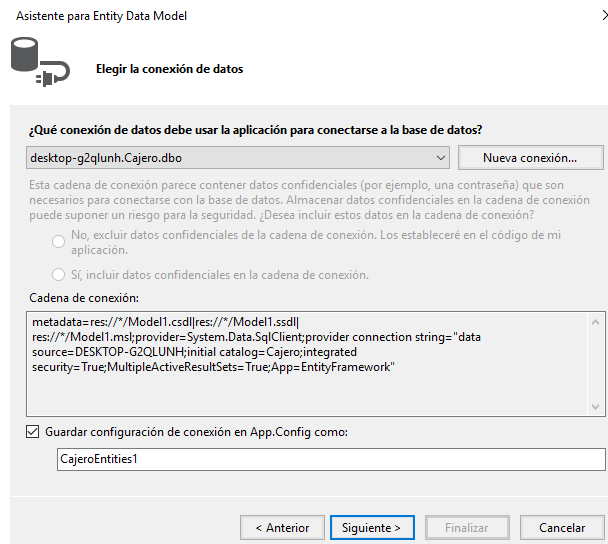 Asistente para Entity Data Model
Elegir la conexión de datos
¿Qué conexión de datos debe usar la aplicación para conectarse a la base de datos?
desktop-g2qlunh.Cajero.dbo
Nueva conexión...
Esta cadena de conexión parece contener datos confidenciales (por ejemplo, una contraseña) que son
necesarios para conectarse con la base de datos. Almacenar datos confidenciales en la cadena de conexión
puede suponer un riesgo para la seguridad. ¿Desea incluir estos datos en la cadena de conexión?
No, excluir datos confidenciales de la cadena de conexión. Los estableceré en el código de mi
aplicación.
Sí, incluir datos confidenciales en la cadena de conexión.
Cadena de conexión:
metadata=res://*/Model1.csdl|res://*/Model1.ssdl|
res://*/Model1.msl;provider=System.Data.SqlClient;provider connection string="data
source=DESKTOP-G2QLUNH;initial catalog=Cajero;integrated
security=True;MultipleActiveResultSets=True;App=EntityFramework"
Guardar configuración de conexión en App.Config como:
CajeroEntities1
< Anterior
Siguiente >
Finalizar
Cancelar